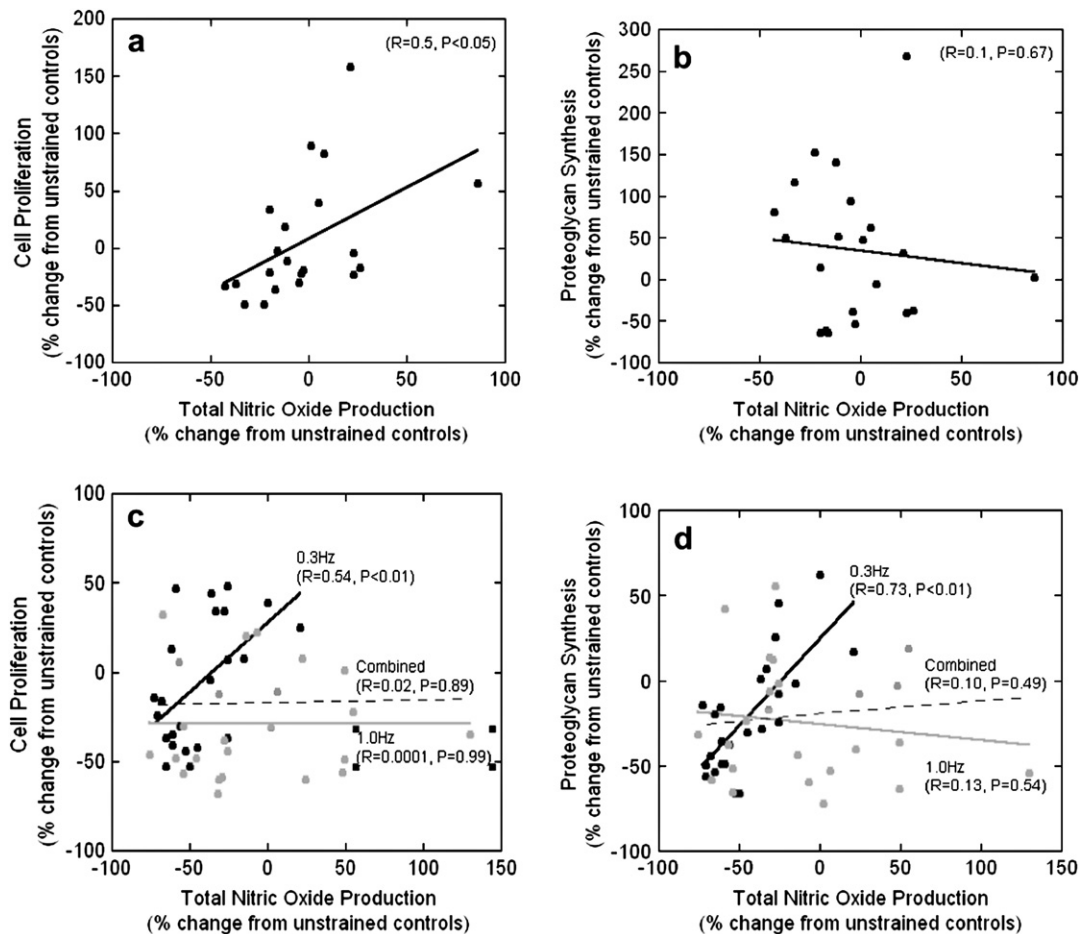 a
(R=0.5, P<0.05)
Cell Proliferation
(% change from unstrained controls)
200
150
100
50
0
-50
-100
-100
-50
0
50
100
Total Nitric Oxide Production
(% change from unstrained controls)
b
(R=0.1, P=0.67)
Proteoglycan Synthesis
(% change from unstrained controls)
300
250
200
150
100
50
0
-50
-100
-100
-50
0
50
100
Total Nitric Oxide Production
(% change from unstrained controls)
c
0.3Hz
(R=0.54, P<0.01)
Combined
(R=0.02, P=0.89)
1.0Hz
(R=0.0001, P=0.99)
Cell Proliferation
(% change from unstrained controls)
100
50
0
-50
-100
-100
-50
0
50
100
150
Total Nitric Oxide Production
(% change from unstrained controls)
d
0.3Hz
(R=0.73, P<0.01)
Combined
(R=0.10, P=0.49)
1.0Hz
(R=0.13, P=0.54)
Proteoglycan Synthesis
(% change from unstrained controls)
100
50
0
-50
-100
-100
-50
0
50
100
150
Total Nitric Oxide Production
(% change from unstrained controls)